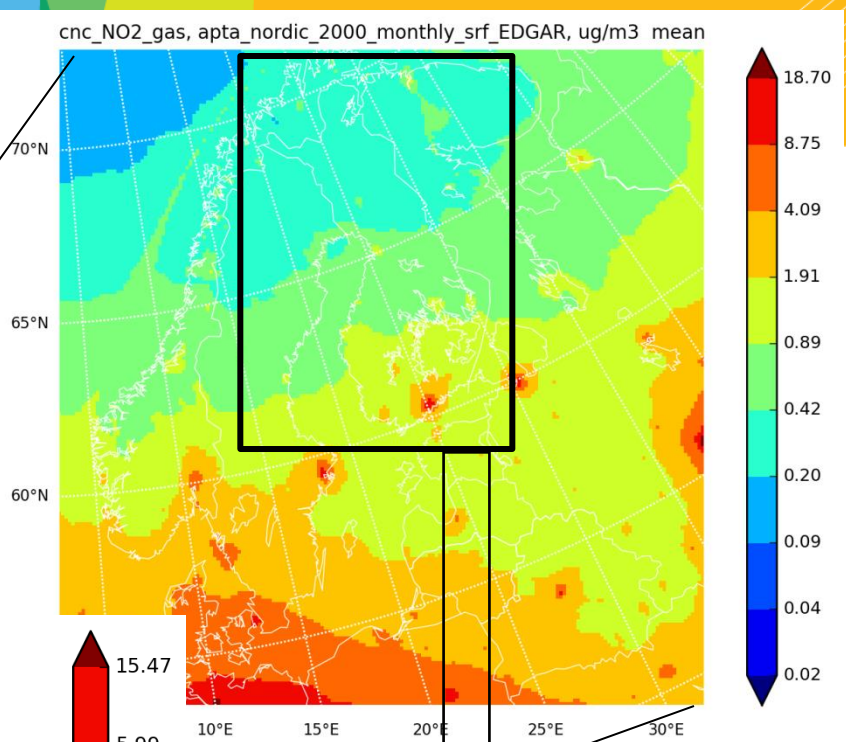 cnc_NO2_gas, apta_nordic_2000_monthly_srf_EDGAR, ug/m3 mean
18.70
70°N
8.75
4.09
1.91
65°N
0.89
0.42
0.20
60°N
0.09
0.04
15.47
0.02
10°E 15°E 20°E 25°E 30°E